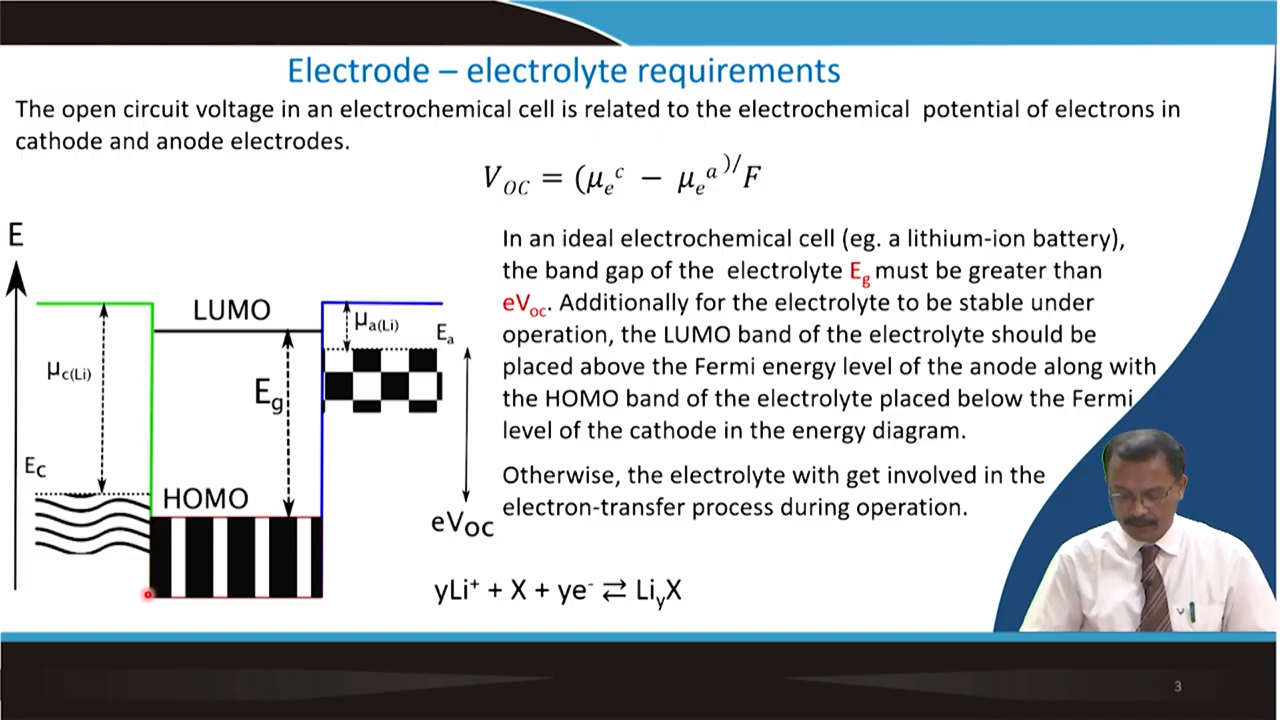 Electrode – electrolyte requirements
The open circuit voltage in an electrochemical cell is related to the electrochemical potential of electrons in
cathode and anode electrodes.
V_OC = (μ_e^c − μ_e^a)/F
E
In an ideal electrochemical cell (eg. a lithium-ion battery),
the band gap of the electrolyte E_g must be greater than
eV_oc. Additionally for the electrolyte to be stable under
operation, the LUMO band of the electrolyte should be
placed above the Fermi energy level of the anode along with
the HOMO band of the electrolyte placed below the Fermi
level of the cathode in the energy diagram.
Otherwise, the electrolyte with get involved in the
electron-transfer process during operation.
LUMO
μ_a(Li)
E_a
μ_c(Li)
E_g
E_C
HOMO
eV_OC
yLi⁺ + X + ye⁻ ⇄ Li_yX
3